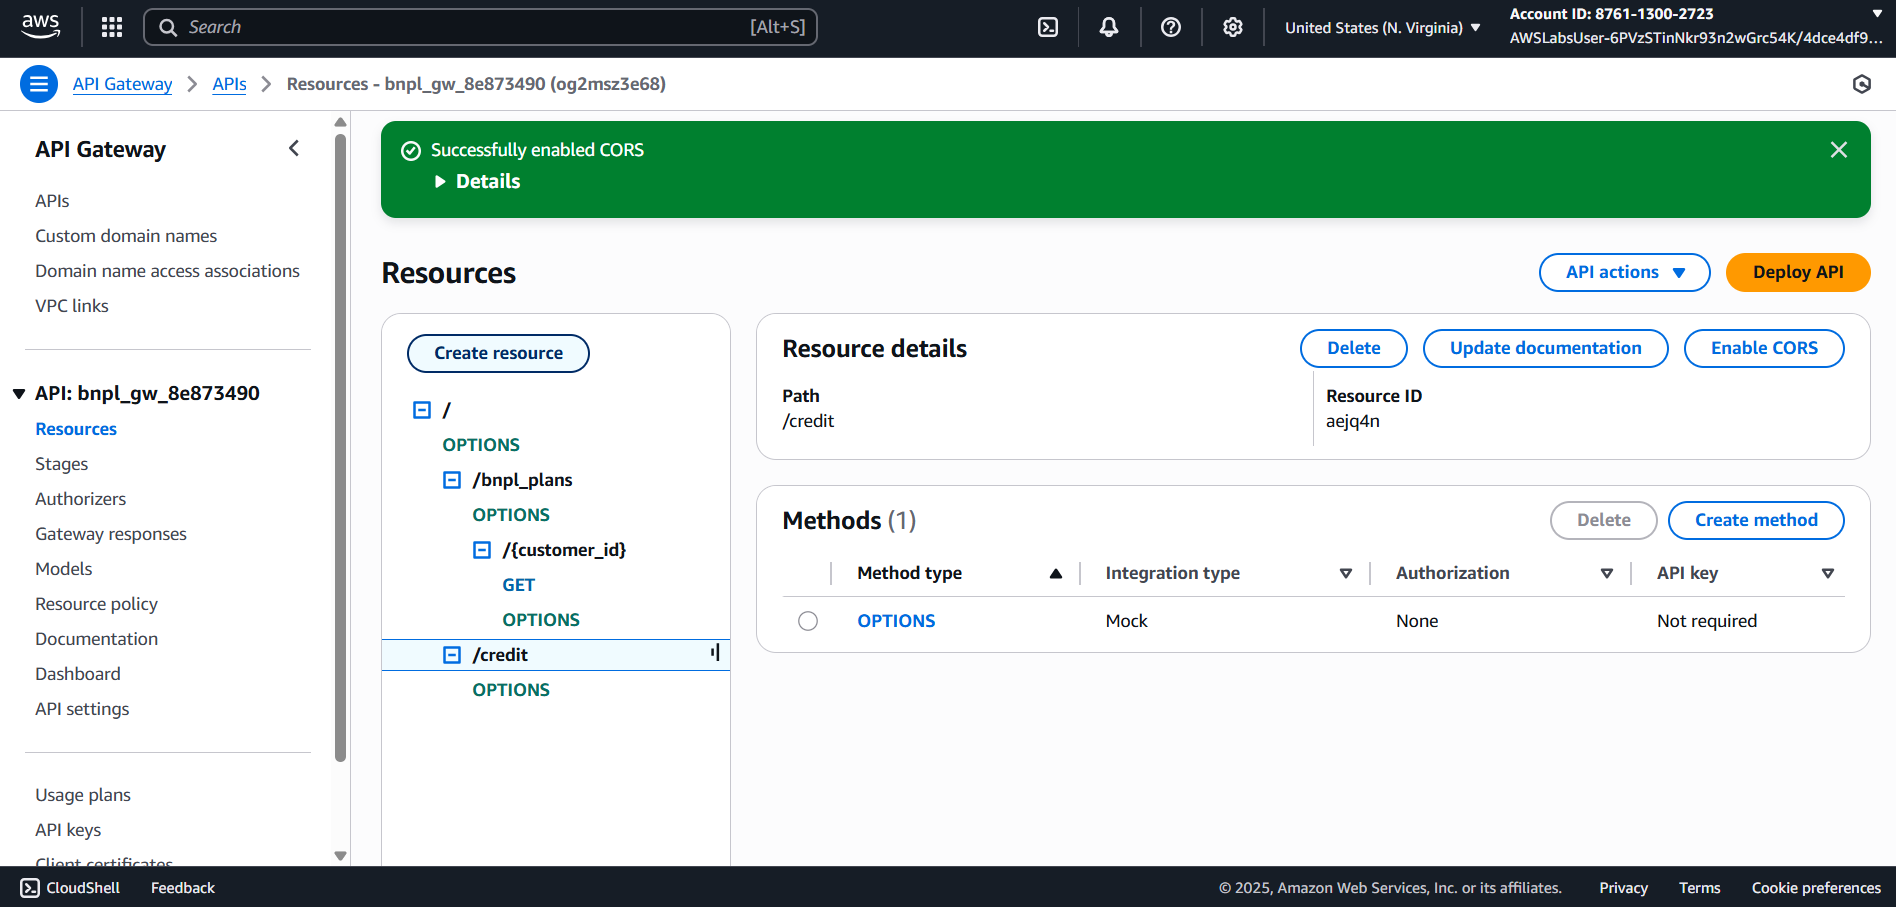 aws
Search [Alt+S]
United States (N. Virginia)
Account ID: 8761-1300-2723
AWSLabsUser-6PVzSTinNkr93n2wGrc54K/4dce4df9...
API Gateway
APIs
Resources - bnpl_gw_8e873490 (og2msz3e68)
API Gateway
APIs
Custom domain names
Domain name access associations
VPC links
API: bnpl_gw_8e873490
Resources
Stages
Authorizers
Gateway responses
Models
Resource policy
Documentation
Dashboard
API settings
Usage plans
API keys
Client certificates
Successfully enabled CORS
Details
Resources
API actions
Deploy API
Create resource
/
OPTIONS
/bnpl_plans
OPTIONS
/{customer_id}
GET
OPTIONS
/credit
OPTIONS
Resource details
Delete
Update documentation
Enable CORS
Path
/credit
Resource ID
aejq4n
Methods (1)
Delete
Create method
Method type Integration type Authorization API key
OPTIONS Mock None Not required
CloudShell Feedback © 2025, Amazon Web Services, Inc. or its affiliates. Privacy Terms Cookie preferences